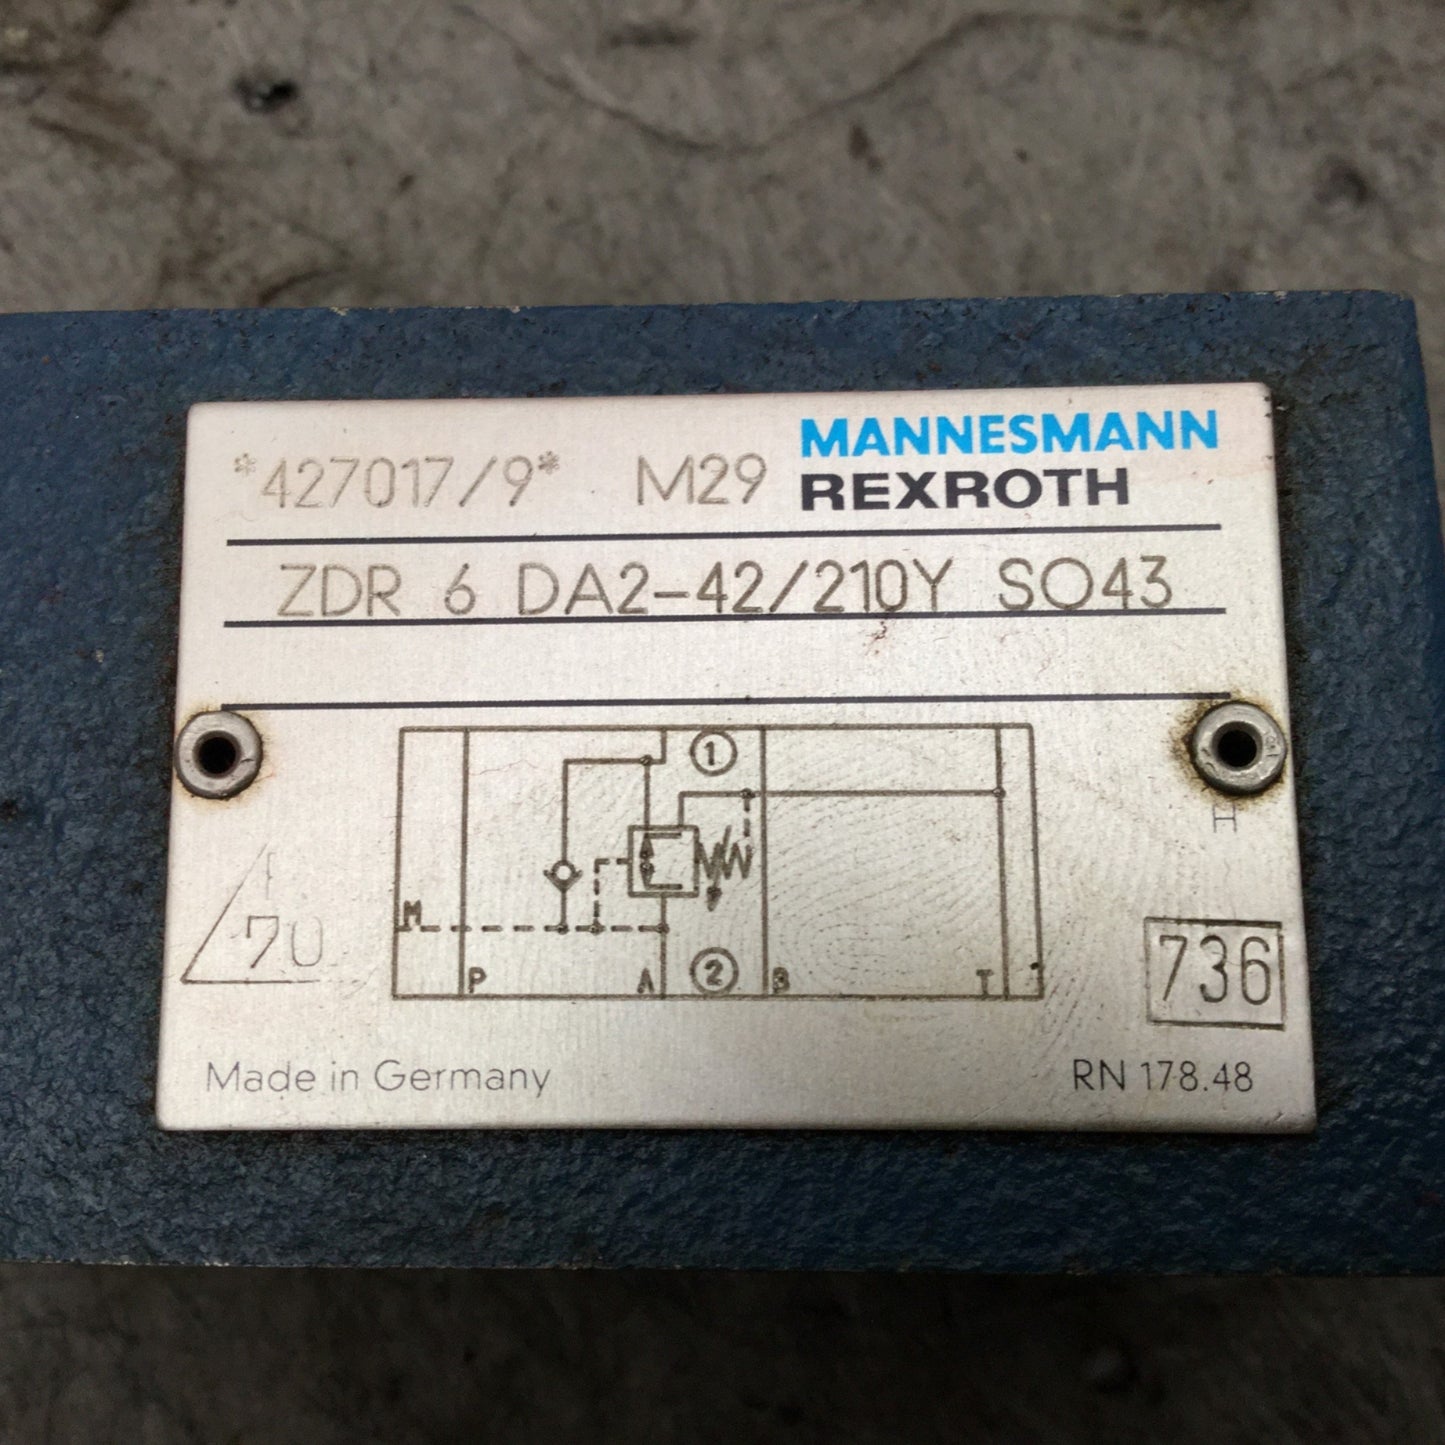 *427017/9* M29 MANNESMANN
REXROTH
ZDR 6 DA2-42/210Y SO43
1
H
M
70
P A 2 B T
736
Made in Germany RN 178.48